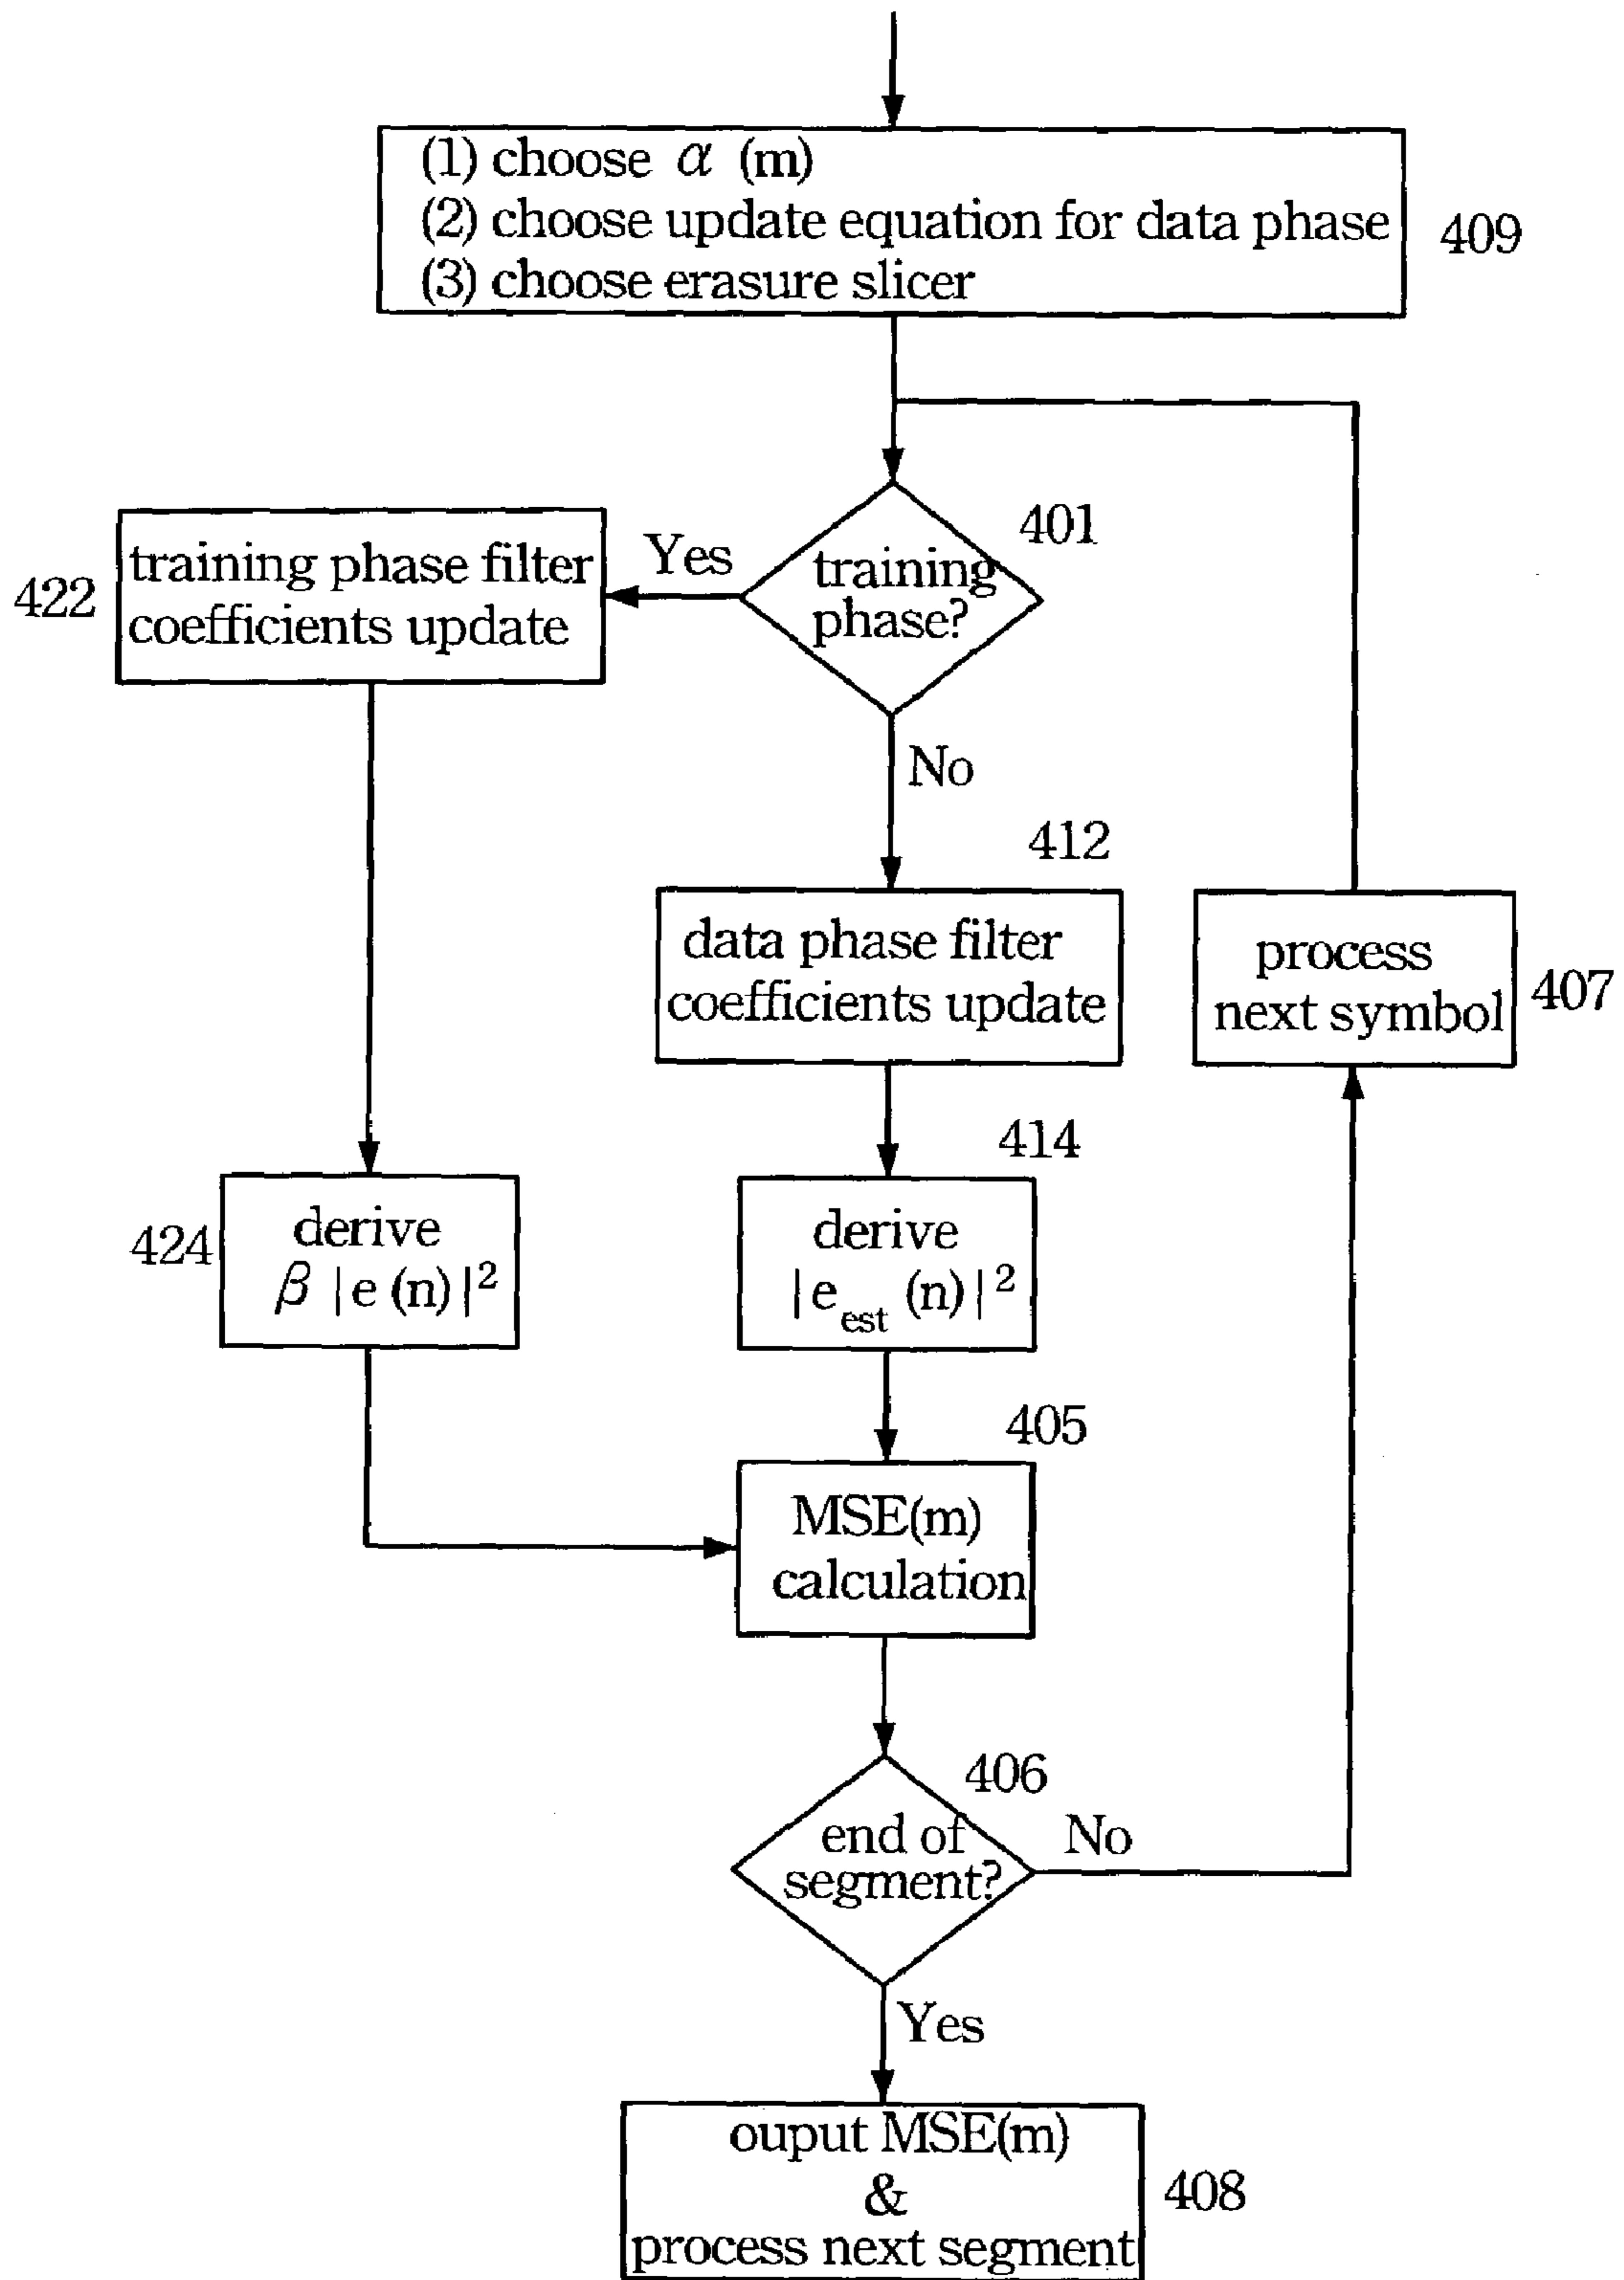 (1) choose α (m)
(2) choose update equation for data phase
(3) choose erasure slicer
409
401
training
phase?
Yes
422
training phase filter
coefficients update
No
412
data phase filter
coefficients update
process
next symbol
407
414
424
derive
β |e (n)|²
derive
|e_est (n)|²
405
MSE(m)
calculation
406
end of
segment?
No
Yes
ouput MSE(m)
&
process next segment
408